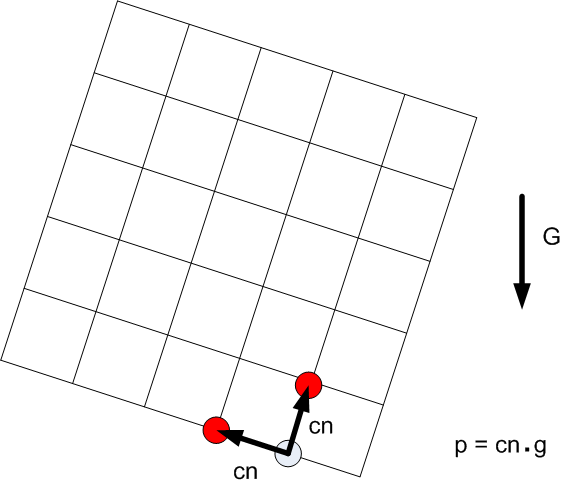 G
cn
cn
p = cn.g